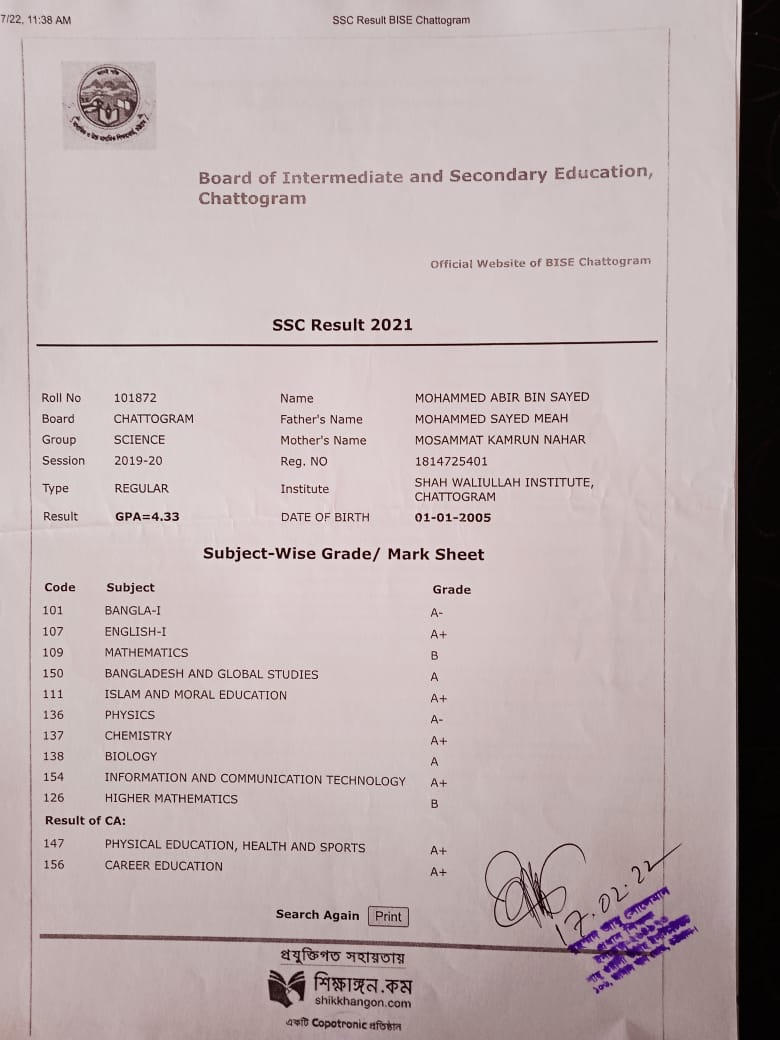 7/22, 11:38 AM SSC Result BISE Chattogram
Board of Intermediate and Secondary Education,
Chattogram
Official Website of BISE Chattogram
SSC Result 2021
Roll No 101872 Name MOHAMMED ABIR BIN SAYED
Board CHATTOGRAM Father's Name MOHAMMED SAYED MEAH
Group SCIENCE Mother's Name MOSAMMAT KAMRUN NAHAR
Session 2019-20 Reg. NO 1814725401
Type REGULAR Institute SHAH WALIULLAH INSTITUTE,
CHATTOGRAM
Result GPA=4.33 DATE OF BIRTH 01-01-2005
Subject-Wise Grade/ Mark Sheet
Code Subject Grade
101 BANGLA-I A-
107 ENGLISH-I A+
109 MATHEMATICS B
150 BANGLADESH AND GLOBAL STUDIES A
111 ISLAM AND MORAL EDUCATION A+
136 PHYSICS A-
137 CHEMISTRY A+
138 BIOLOGY A
154 INFORMATION AND COMMUNICATION TECHNOLOGY A+
126 HIGHER MATHEMATICS B
Result of CA:
147 PHYSICAL EDUCATION, HEALTH AND SPORTS A+
156 CAREER EDUCATION A+
17.02.22
Search Again Print
প্রযুক্তিগত সহায়তায়
শিক্ষাঙ্গন.কম
shikkhangon.com
একটি Copotronic প্রতিষ্ঠান